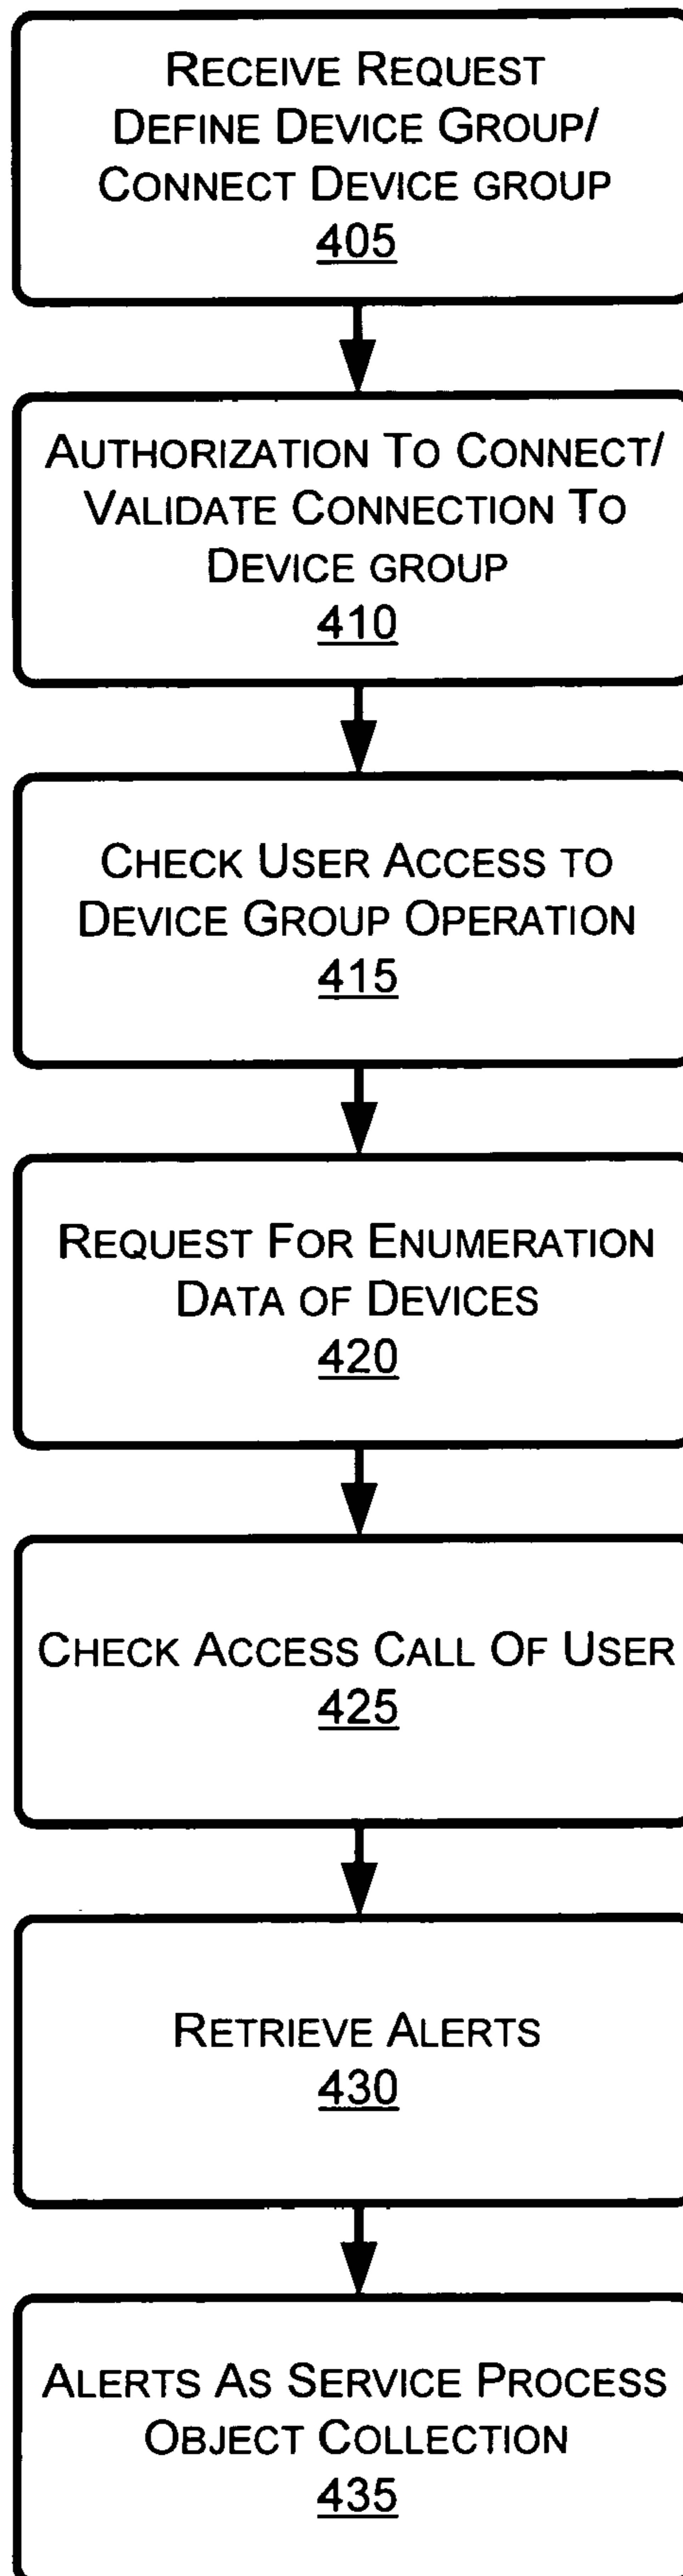 RECEIVE REQUEST
DEFINE DEVICE GROUP/
CONNECT DEVICE GROUP
405
AUTHORIZATION TO CONNECT/
VALIDATE CONNECTION TO
DEVICE GROUP
410
CHECK USER ACCESS TO
DEVICE GROUP OPERATION
415
REQUEST FOR ENUMERATION
DATA OF DEVICES
420
CHECK ACCESS CALL OF USER
425
RETRIEVE ALERTS
430
ALERTS AS SERVICE PROCESS
OBJECT COLLECTION
435